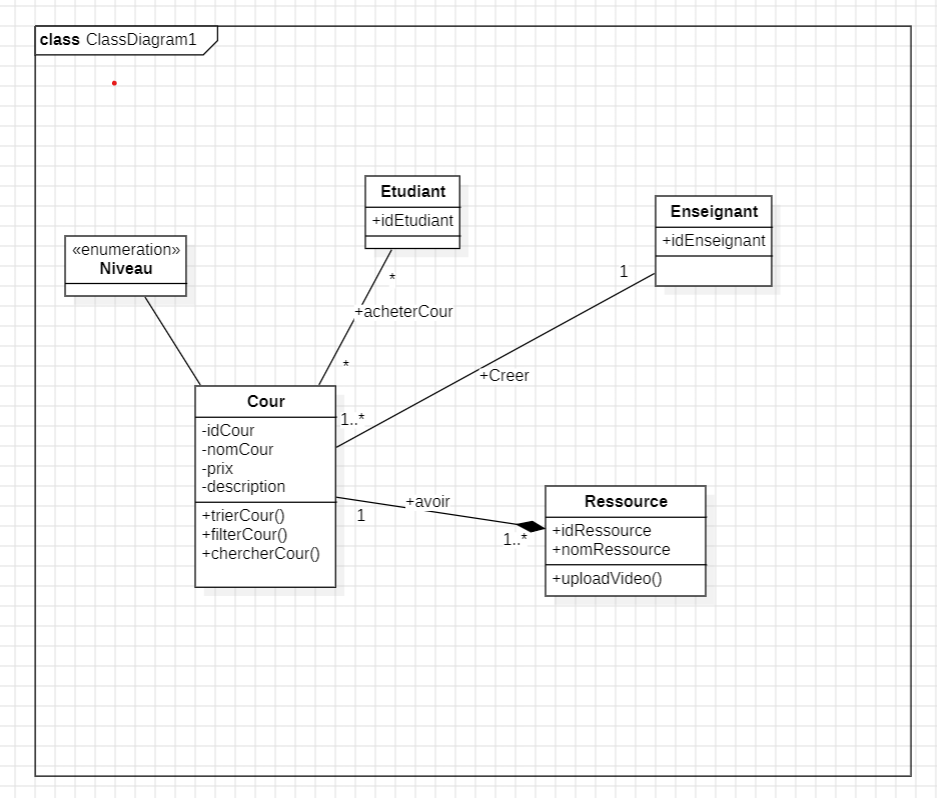 class ClassDiagram1
Etudiant
+idEtudiant
Enseignant
+idEnseignant
«enumeration»
Niveau
1
*
+acheterCour
*
+Creer
1..*
Cour
-idCour
-nomCour
-prix
-description
+trierCour()
+filterCour()
+chercherCour()
+avoir
1
1..*
Ressource
+idRessource
+nomRessource
+uploadVideo()